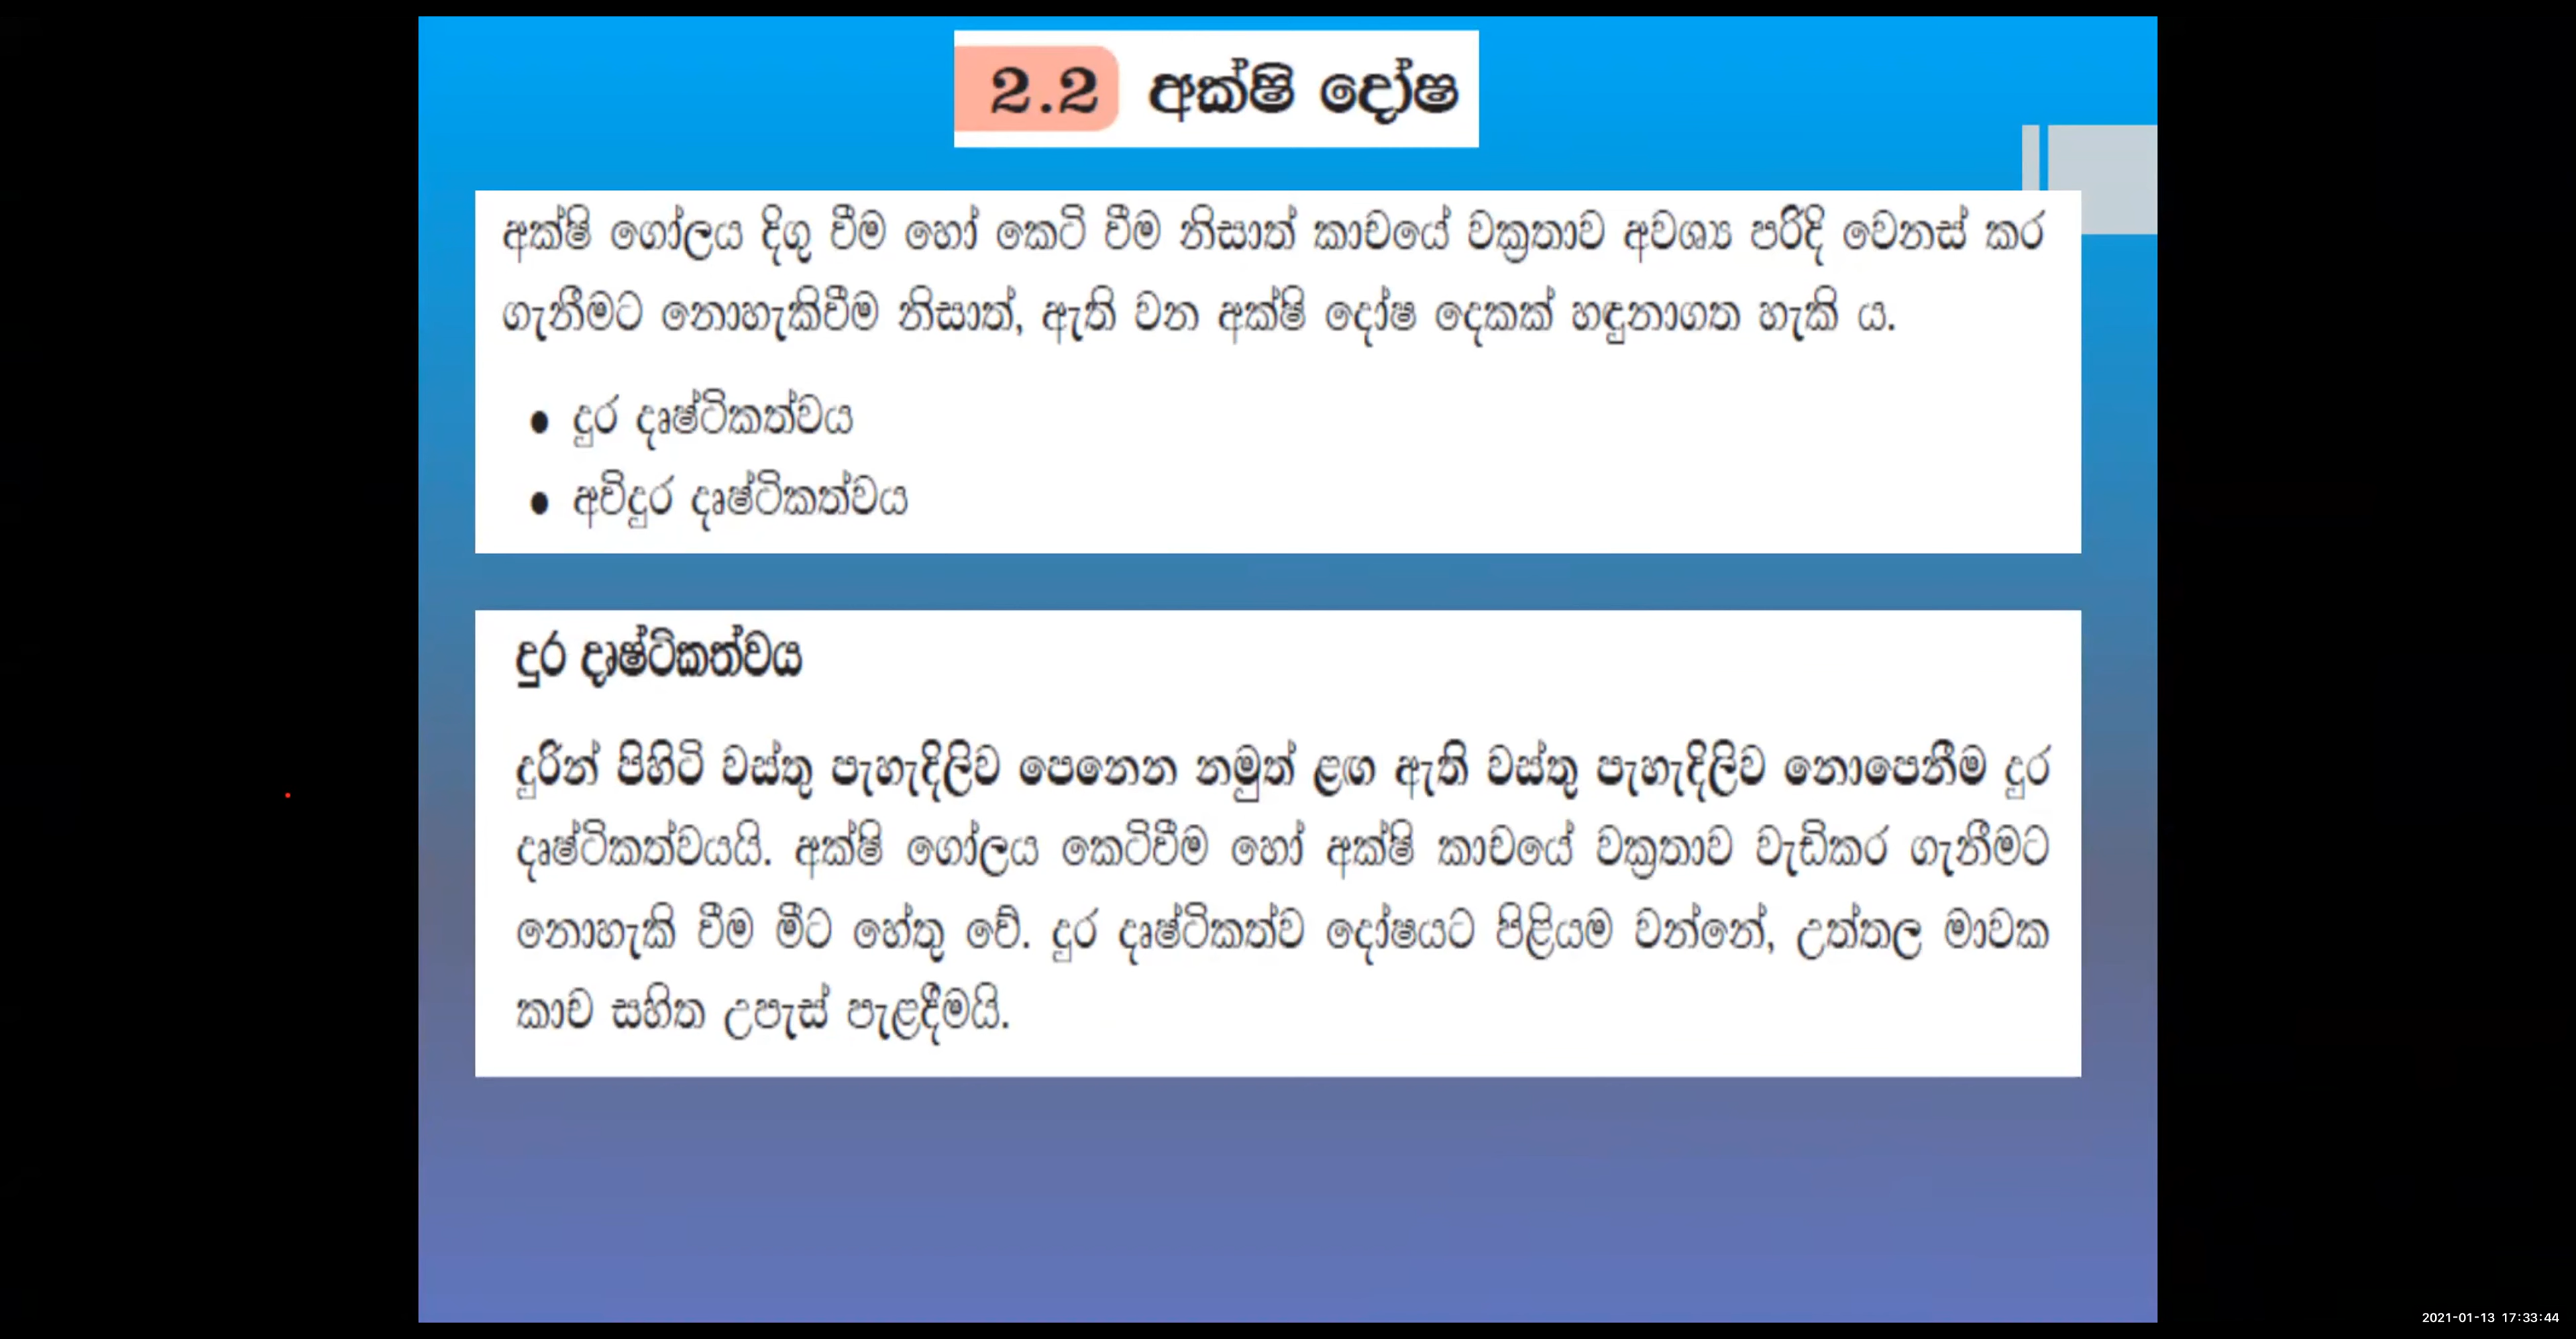 2.2 අක්ෂි දෝෂ
අක්ෂි ගෝලය දිගු වීම හෝ කෙටි වීම නිසාත් කාචයේ වක්‍රතාව අවශ්‍ය පරිදි වෙනස් කර
ගැනීමට නොහැකිවීම නිසාත්, ඇති වන අක්ෂි දෝෂ දෙකක් හඳුනාගත හැකි ය.
• දුර දෘෂ්ටිකත්වය
• අවිදුර දෘෂ්ටිකත්වය
දුර දෘෂ්ටිකත්වය
දුරින් පිහිටි වස්තු පැහැදිලිව පෙනෙන නමුත් ළඟ ඇති වස්තු පැහැදිලිව නොපෙනීම දුර
දෘෂ්ටිකත්වයයි. අක්ෂි ගෝලය කෙටිවීම හෝ අක්ෂි කාචයේ වක්‍රතාව වැඩිකර ගැනීමට
නොහැකි වීම මීට හේතු වේ. දුර දෘෂ්ටිකත්ව දෝෂයට පිළියම වන්නේ, උත්තල මාවක
කාච සහිත උපැස් පැළඳීමයි.
2021-01-13 17:33:44